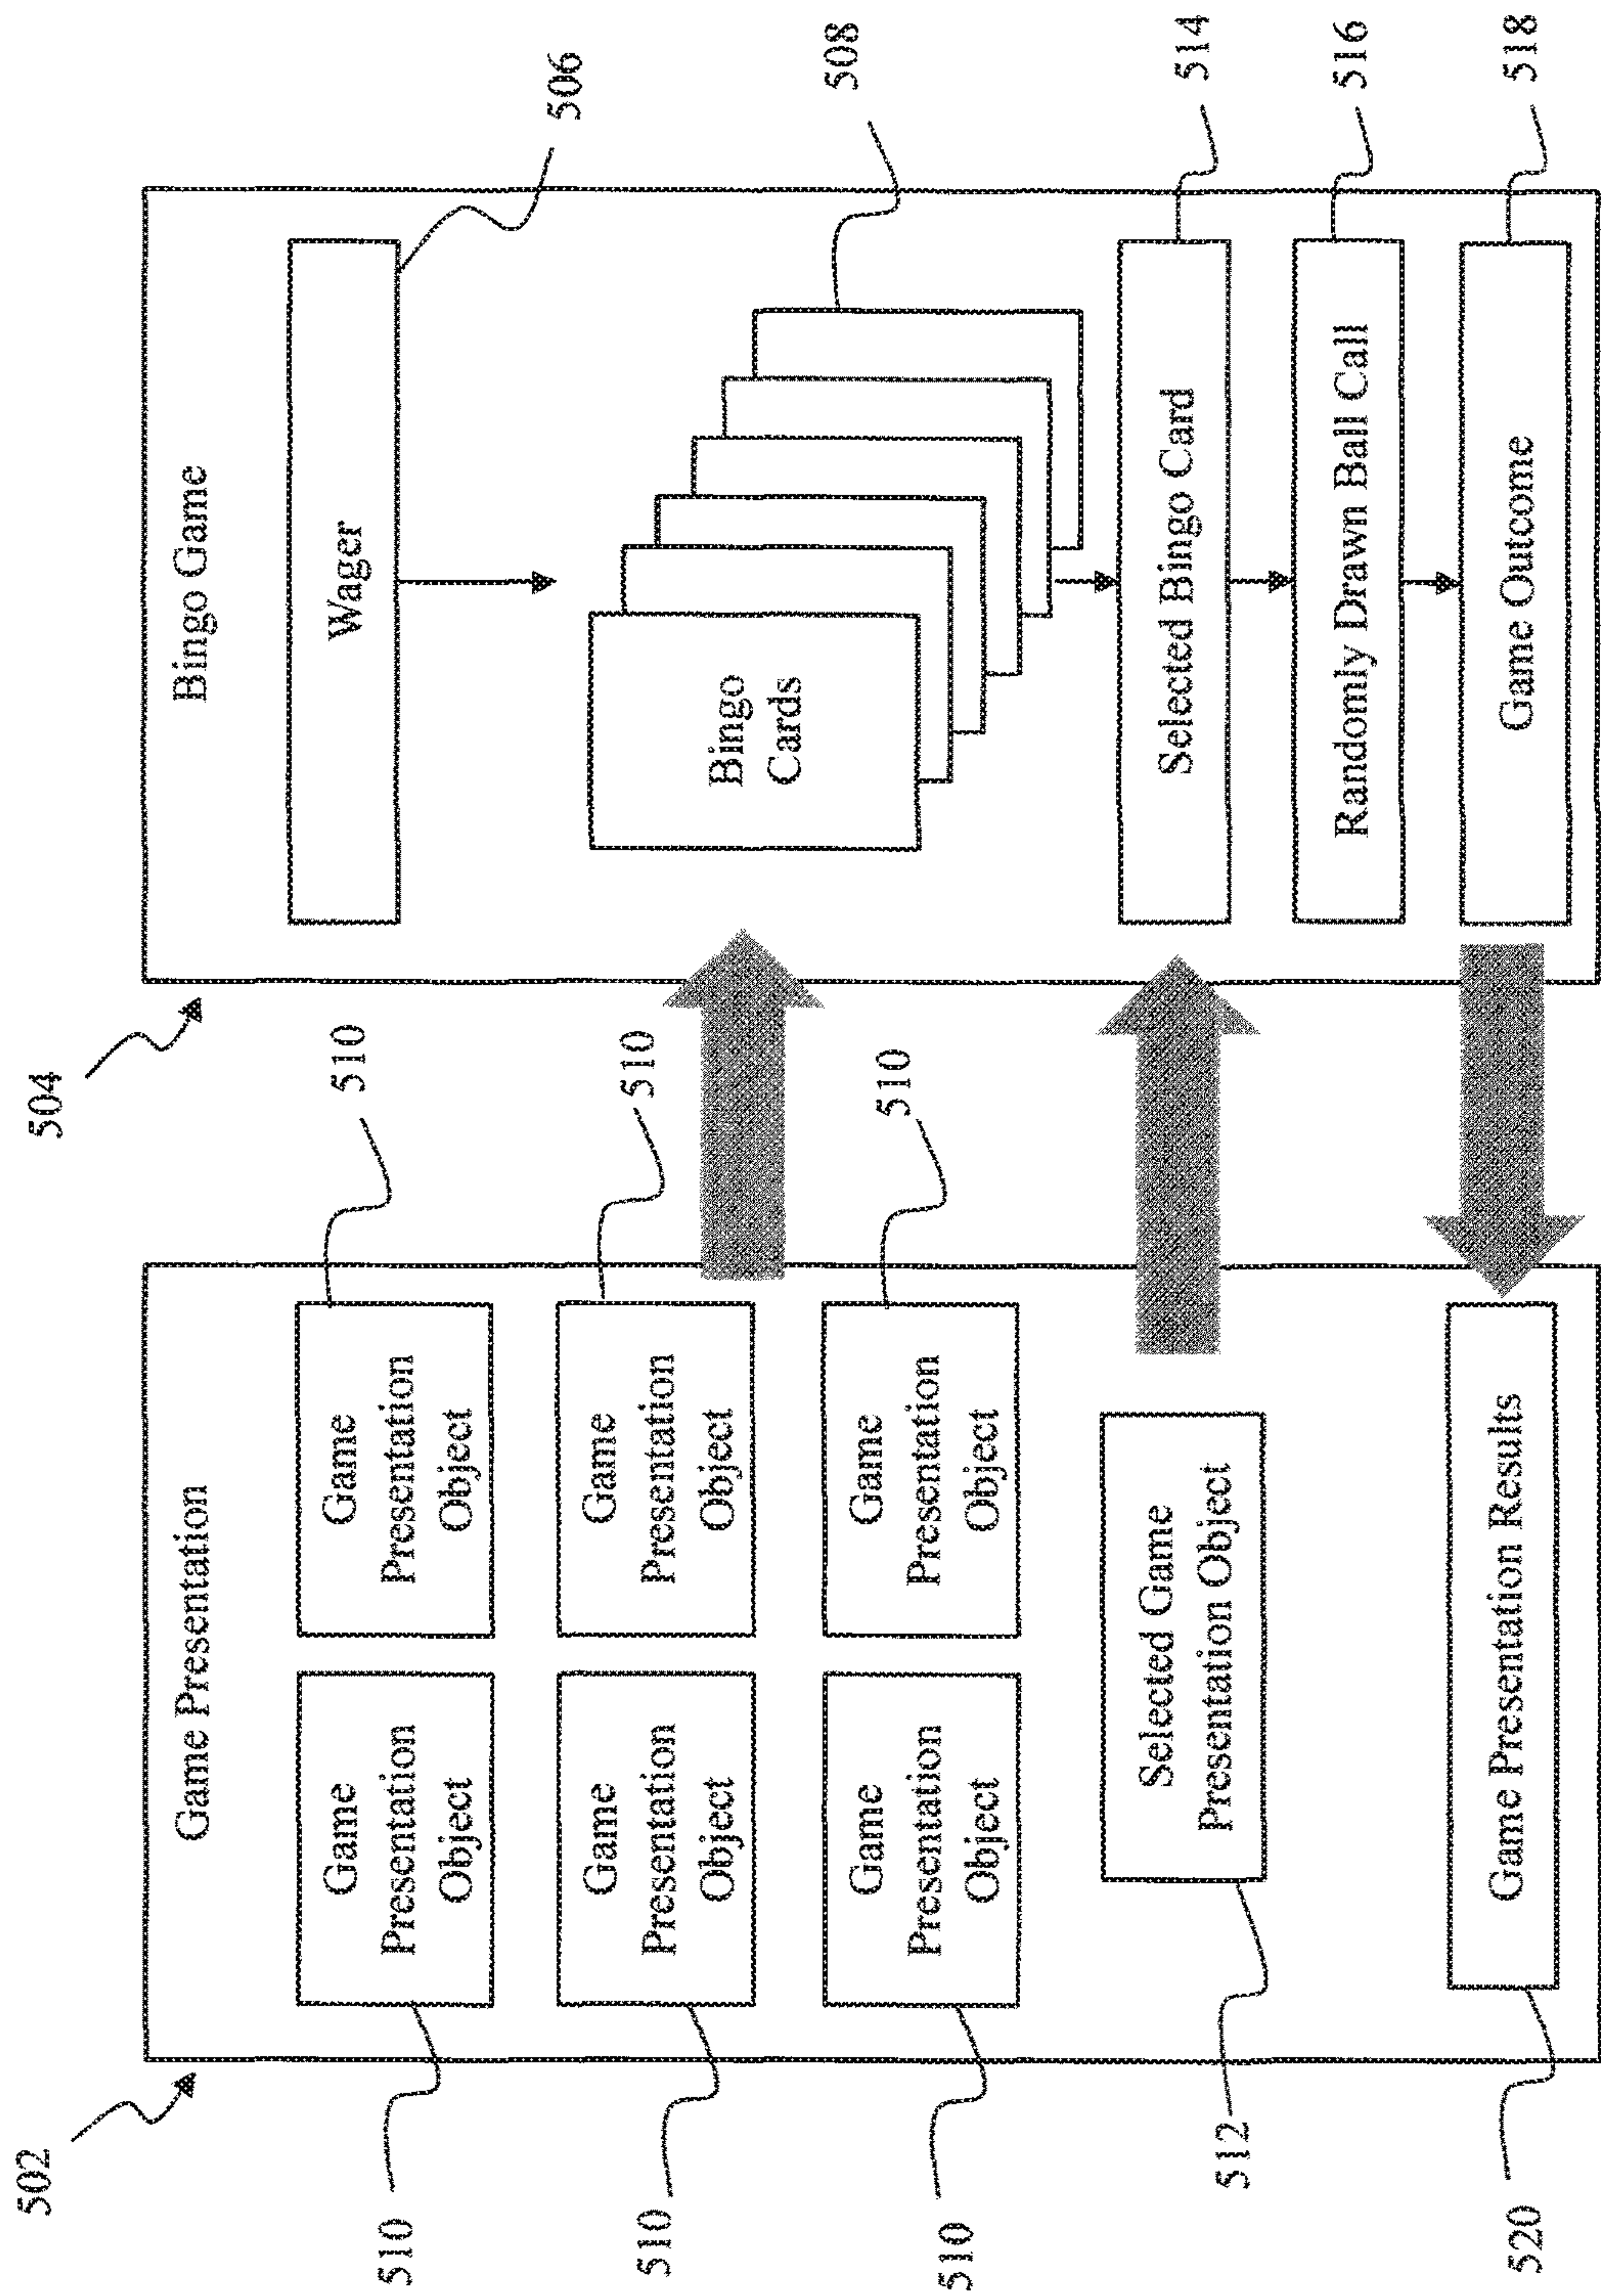 502
504
Game Presentation
Game
Presentation
Object
510
Game
Presentation
Object
510
Game
Presentation
Object
510
Game
Presentation
Object
510
Game
Presentation
Object
510
Game
Presentation
Object
510
Selected Game
Presentation Object
512
Game Presentation Results
520
Bingo Game
Wager
506
Bingo
Cards
508
Selected Bingo Card
514
Randomly Drawn Ball Call
516
Game Outcome
518